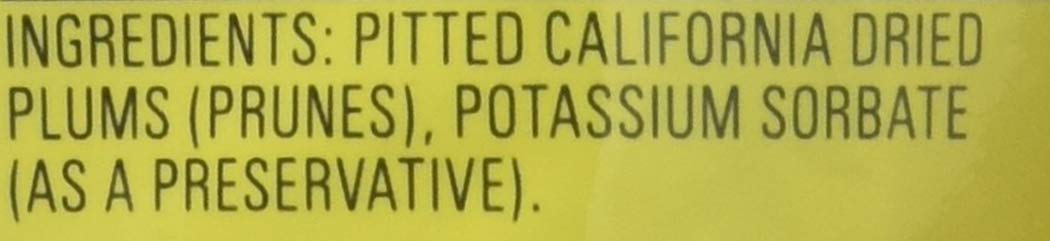 INGREDIENTS: PITTED CALIFORNIA DRIED
PLUMS (PRUNES), POTASSIUM SORBATE
(AS A PRESERVATIVE).